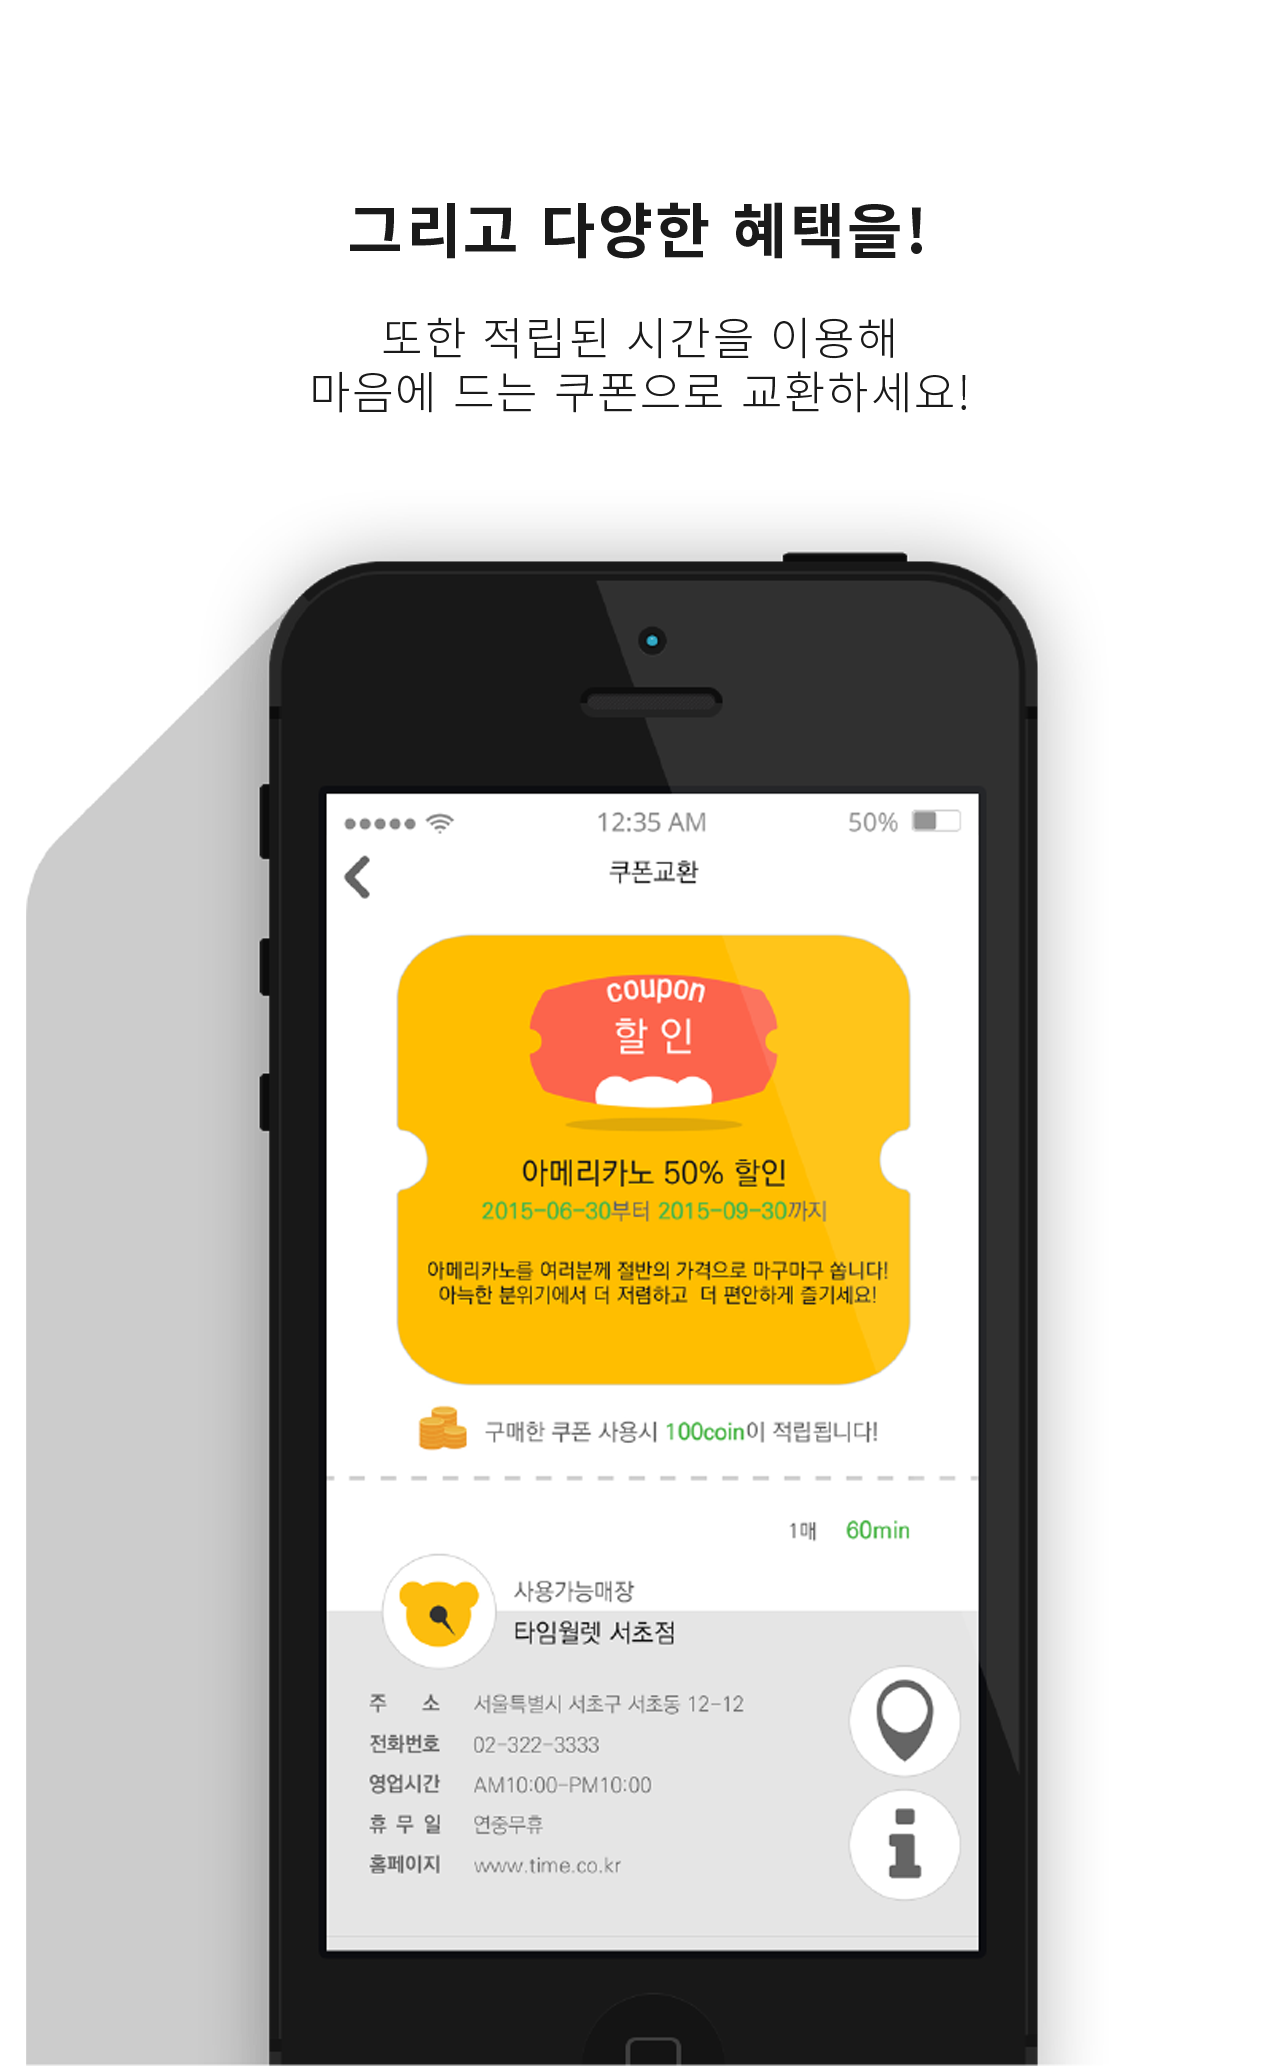 그리고 다양한 혜택을!
또한 적립된 시간을 이용해
마음에 드는 쿠폰으로 교환하세요!
12:35 AM 50%
쿠폰교환
coupon
할인
아메리카노 50% 할인
2015-06-30부터 2015-09-30까지
아메리카노를 여러분께 절반의 가격으로 마구마구 쏩니다!
아늑한 분위기에서 더 저렴하고 더 편안하게 즐기세요!
구매한 쿠폰 사용시 100coin이 적립됩니다!
1매 60min
사용가능매장
타임월렛 서초점
주 소 서울특별시 서초구 서초동 12-12
전화번호 02-322-3333
영업시간 AM10:00-PM10:00
휴 무 일 연중무휴
홈페이지 www.time.co.kr